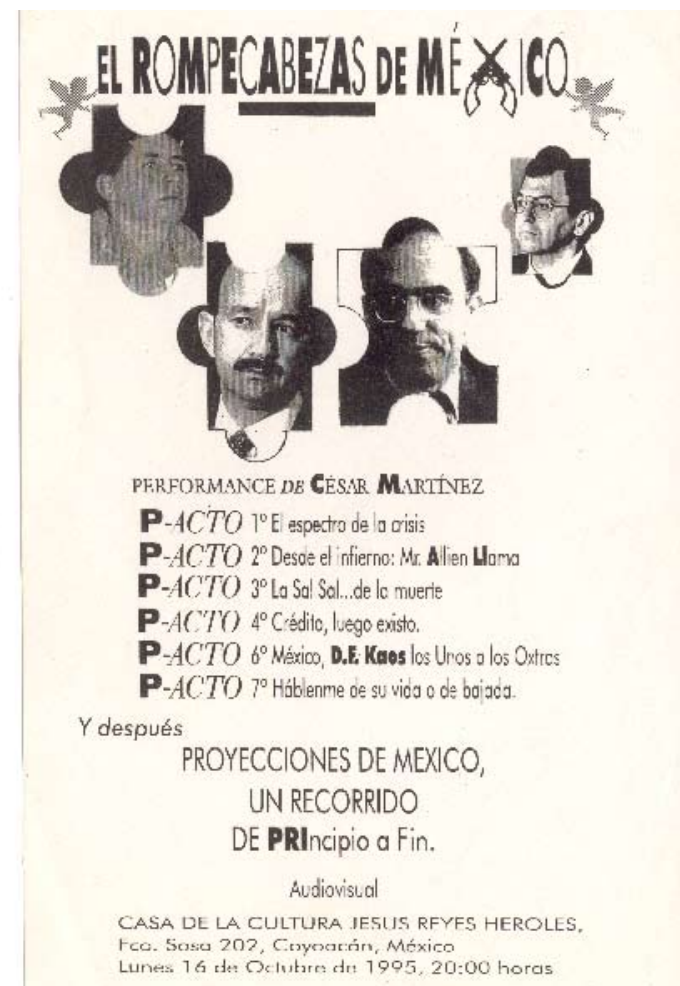 EL ROMPECABEZAS DE MÉXICO
PERFORMANCE DE CÉSAR MARTÍNEZ
P-ACTO 1º El espectro de la crisis
P-ACTO 2º Desde el infierno: Mr. Allien Llama
P-ACTO 3º La Sal Sal...de la muerte
P-ACTO 4º Crédito, luego existo.
P-ACTO 6º México, D.F. Kaos los Unos a los Oxtros
P-ACTO 7º Háblenme de su vida o de bajada.
Y después
PROYECCIONES DE MEXICO,
UN RECORRIDO
DE PRIncipio a Fin.
Audiovisual
CASA DE LA CULTURA JESUS REYES HEROLES,
Fco. Sosa 202, Coyoacán, México
Lunes 16 de Octubre de 1995, 20:00 horas